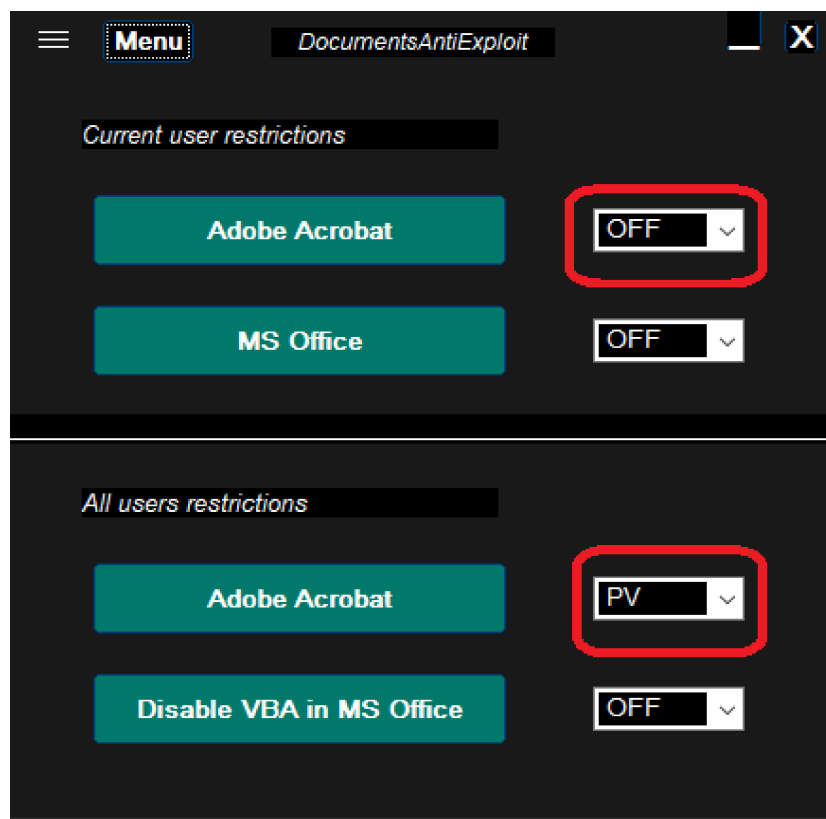 Menu DocumentsAntiExploit X
Current user restrictions
Adobe Acrobat OFF
MS Office OFF
All users restrictions
Adobe Acrobat PV
Disable VBA in MS Office OFF